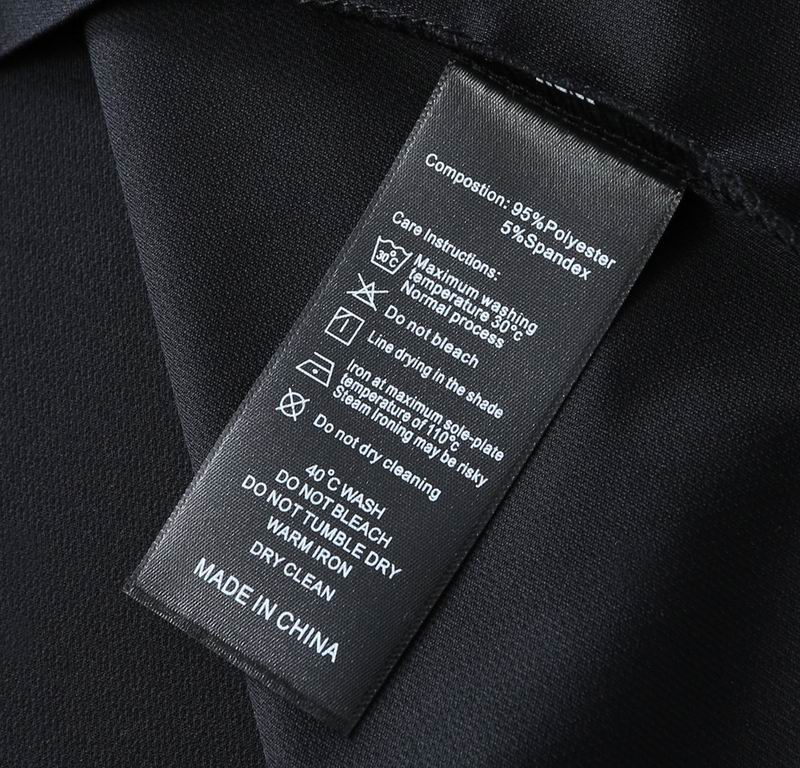 Compostion: 95%Polyester
5%Spandex
Care Instructions:
30°C
Maximum washing
temperature 30°C
Normal process
Do not bleach
Line drying in the shade
Iron at maximum sole-plate
temperature of 110°C
Steam ironing may be risky
Do not dry cleaning
40°C WASH
DO NOT BLEACH
DO NOT TUMBLE DRY
WARM IRON
DRY CLEAN
MADE IN CHINA